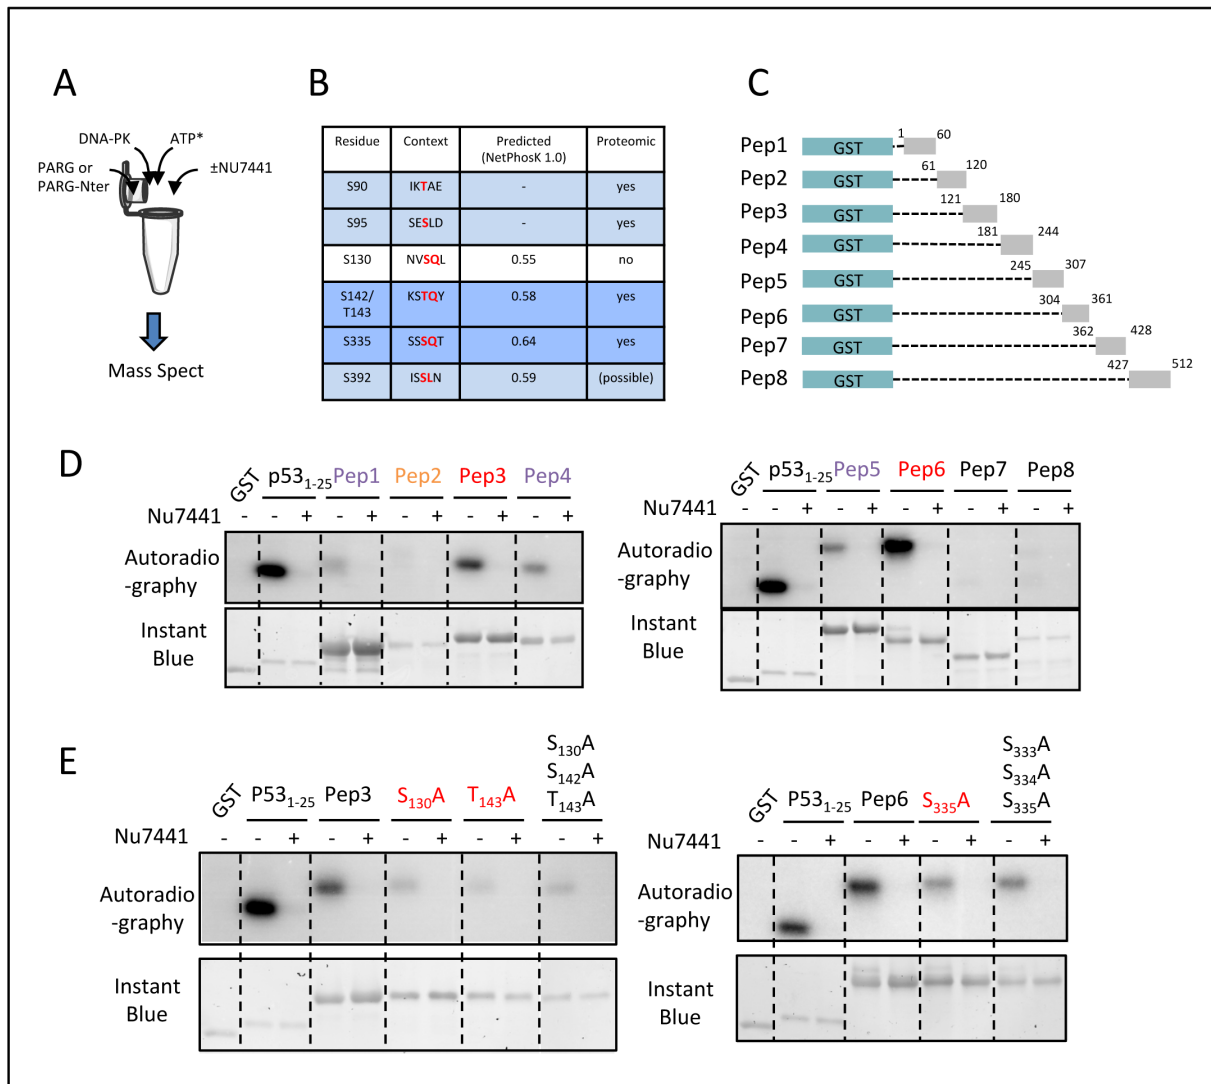 A
DNA-PK
ATP*
PARG or
PARG-Nter
±NU7441
Mass Spect
B
Residue Context Predicted (NetPhosK 1.0) Proteomic
S90 IKTAE - yes
S95 SESLD - yes
S130 NVSQL 0.55 no
S142/T143 KSTQY 0.58 yes
S335 SSSQT 0.64 yes
S392 ISSLN 0.59 (possible)
C
Pep1 GST 1 60
Pep2 GST 61 120
Pep3 GST 121 180
Pep4 GST 181 244
Pep5 GST 245 307
Pep6 GST 304 361
Pep7 GST 362 428
Pep8 GST 427 512
D
GST p53₁₋₂₅ Pep1 Pep2 Pep3 Pep4
Nu7441 - - + - + - + - + - +
Autoradio
-graphy
Instant
Blue
GST p53₁₋₂₅ Pep5 Pep6 Pep7 Pep8
Nu7441 - - + - + - + - + - +
Autoradio
-graphy
Instant
Blue
E
S₁₃₀A
S₁₄₂A
GST P53₁₋₂₅ Pep3 S₁₃₀A T₁₄₃A T₁₄₃A
Nu7441 - - + - + - + - + - +
Autoradio
-graphy
Instant
Blue
S₃₃₃A
S₃₃₄A
GST P53₁₋₂₅ Pep6 S₃₃₅A S₃₃₅A
Nu7441 - - + - + - + - +
Autoradio
-graphy
Instant
Blue